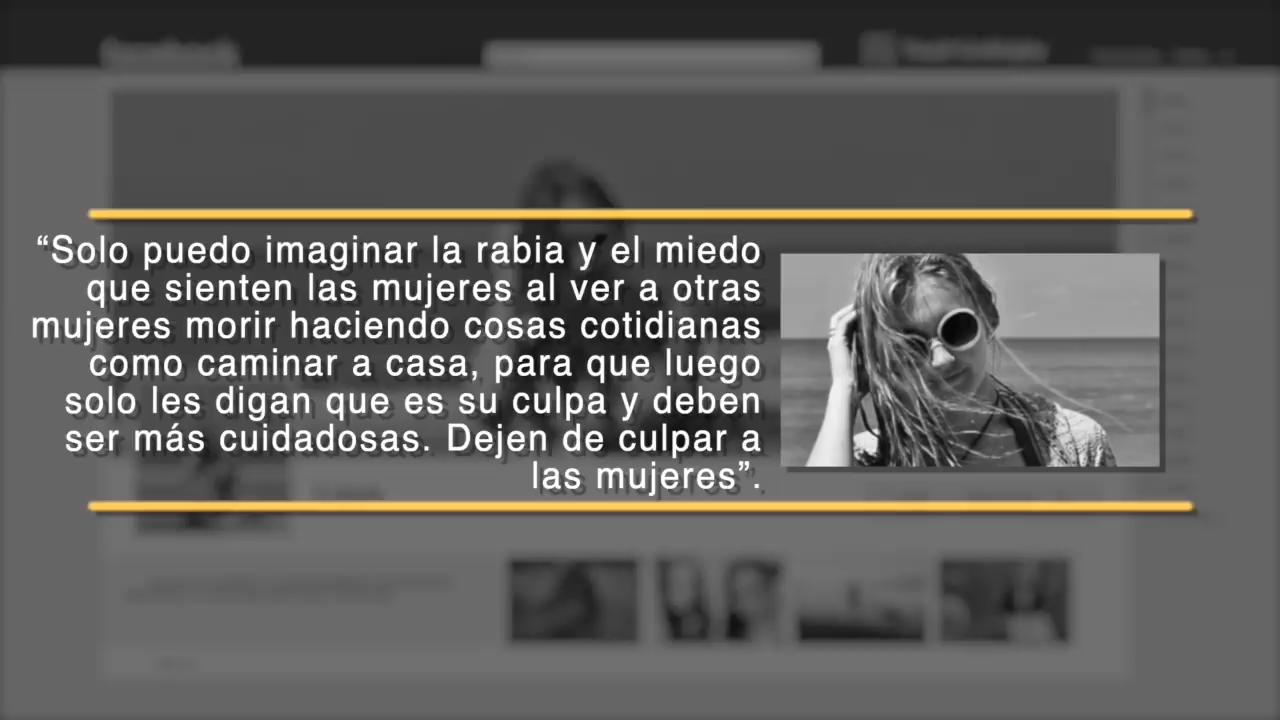 facebook
“Solo puedo imaginar la rabia y el miedo
que sienten las mujeres al ver a otras
mujeres morir haciendo cosas cotidianas
como caminar a casa, para que luego
solo les digan que es su culpa y deben
ser más cuidadosas. Dejen de culpar a
las mujeres”.